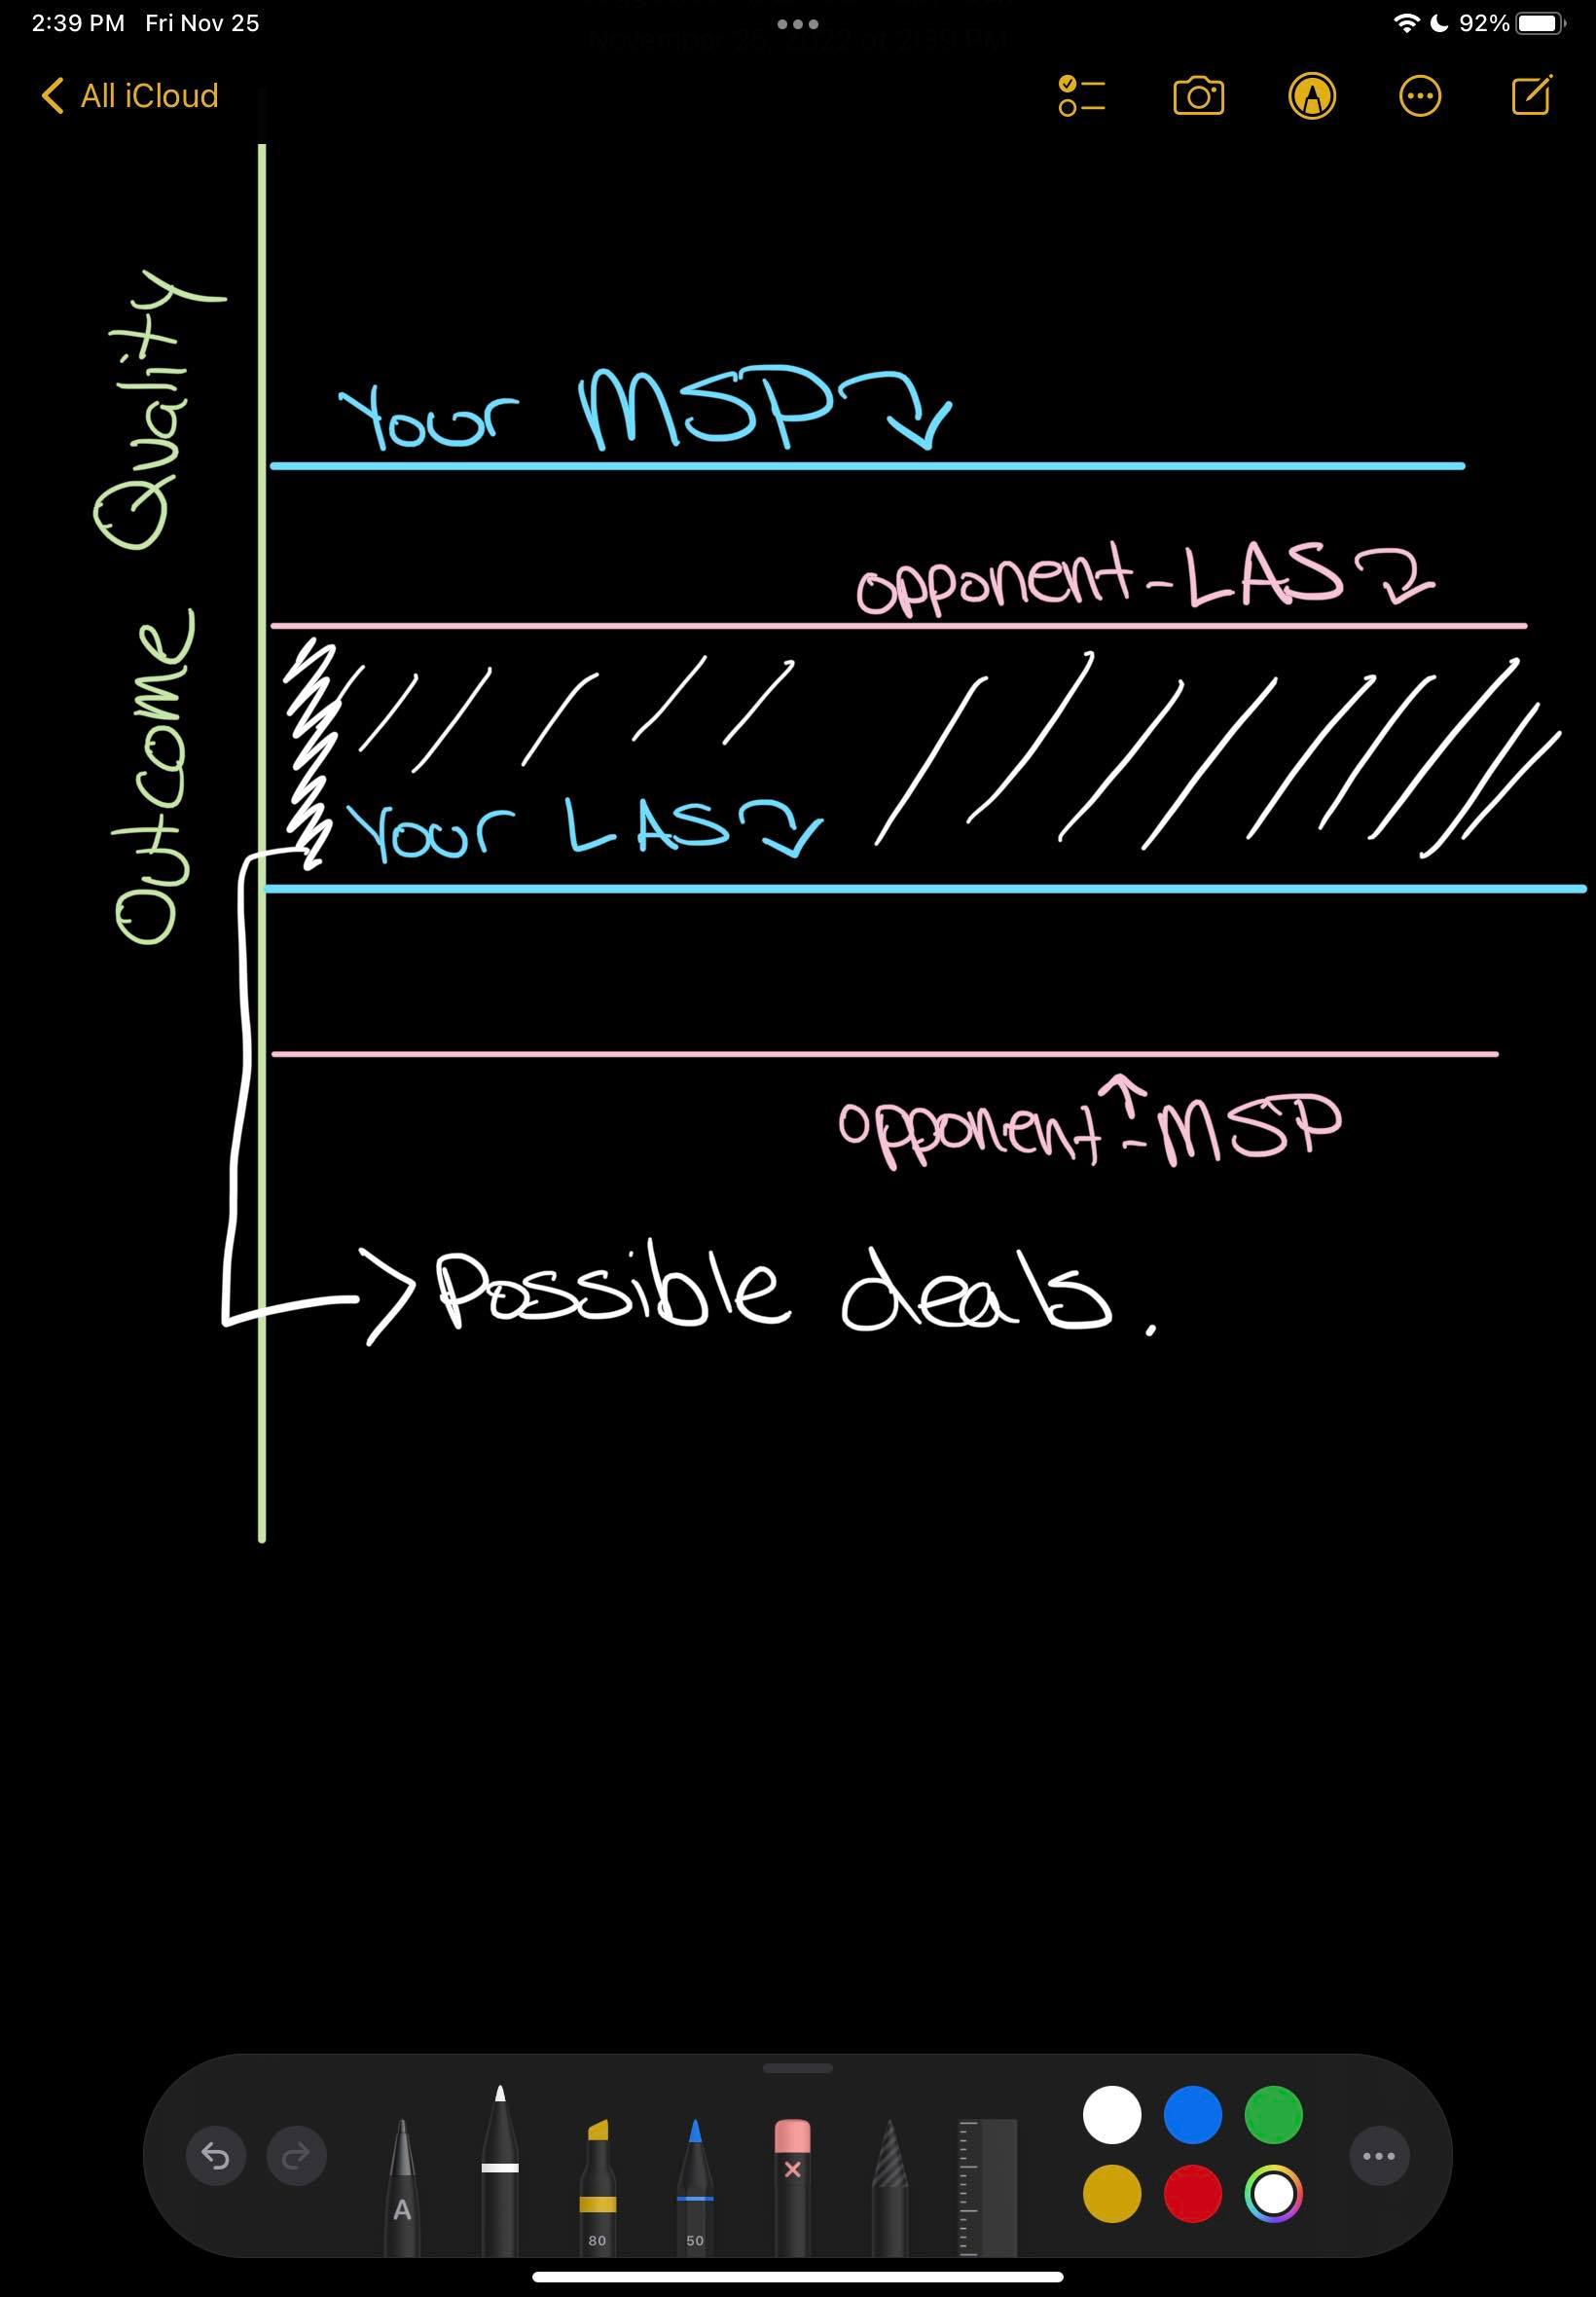 2:39 PM Fri Nov 25
92%
All iCloud
Outcome Quality
Your MSP
opponent-LAS
Your LAS
opponent-MSP
Possible deals.
A
80
50